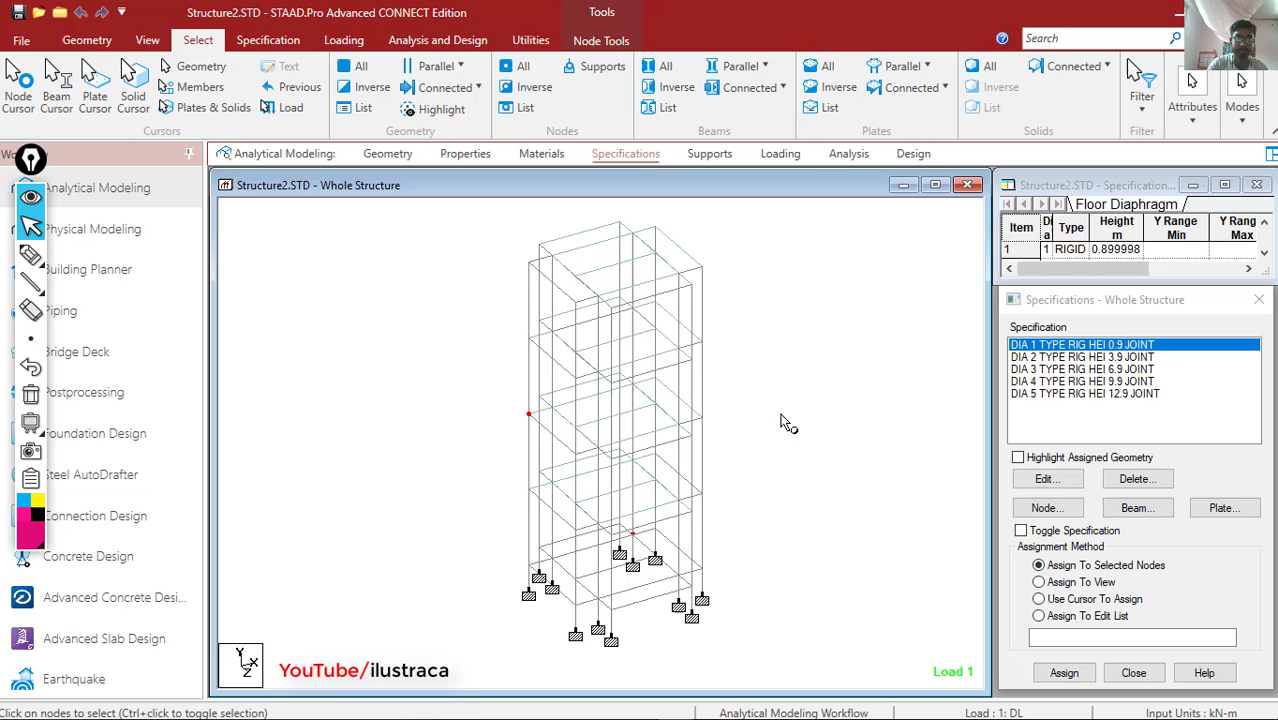 Structure2.STD - STAAD.Pro Advanced CONNECT Edition
Tools
File
Geometry
View
Select
Specification
Loading
Analysis and Design
Utilities
Node Tools
Search
Node Cursor
Beam Cursor
Plate Cursor
Solid Cursor
Geometry
Members
Plates & Solids
Text
Previous
Load
Cursors
All
Inverse
List
Parallel
Connected
Highlight
Geometry
All
Inverse
List
Supports
Nodes
All
Inverse
List
Parallel
Connected
Beams
All
Inverse
List
Parallel
Connected
Plates
All
Inverse
List
Connected
Solids
Filter
Filter
Attributes
Modes
Analytical Modeling:
Geometry
Properties
Materials
Specifications
Supports
Loading
Analysis
Design
Analytical Modeling
Physical Modeling
Building Planner
Piping
Bridge Deck
Postprocessing
Foundation Design
Steel AutoDrafter
Connection Design
Concrete Design
Advanced Concrete Desi...
Advanced Slab Design
Earthquake
Structure2.STD - Whole Structure
Y
X
Z
YouTube/ilustraca
Load 1
Structure2.STD - Specification...
Floor Diaphragm
Item Di a Type Height m Y Range Min Y Rang Max
1 1 RIGID 0.899998
Specifications - Whole Structure
Specification
DIA 1 TYPE RIG HEI 0.9 JOINT
DIA 2 TYPE RIG HEI 3.9 JOINT
DIA 3 TYPE RIG HEI 6.9 JOINT
DIA 4 TYPE RIG HEI 9.9 JOINT
DIA 5 TYPE RIG HEI 12.9 JOINT
Highlight Assigned Geometry
Edit...
Delete...
Node...
Beam...
Plate...
Toggle Specification
Assignment Method
Assign To Selected Nodes
Assign To View
Use Cursor To Assign
Assign To Edit List
Assign
Close
Help
Click on nodes to select (Ctrl+click to toggle selection)
Analytical Modeling Workflow
Load : 1: DL
Input Units : kN-m